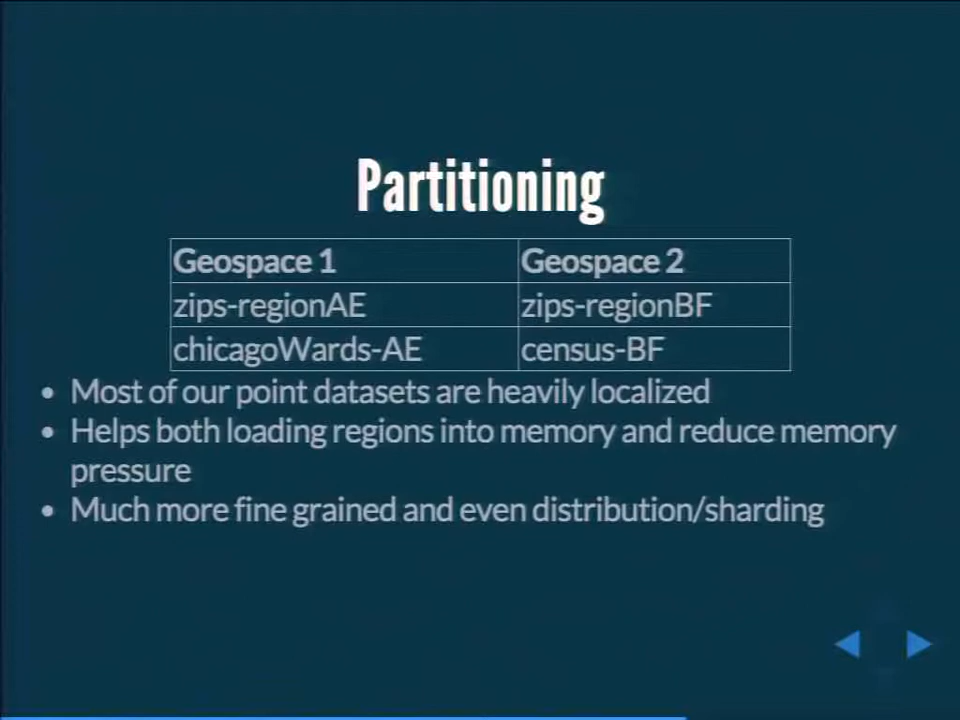 Partitioning
Geospace 1 Geospace 2
zips-regionAE zips-regionBF
chicagoWards-AE census-BF
• Most of our point datasets are heavily localized
• Helps both loading regions into memory and reduce memory
pressure
• Much more fine grained and even distribution/sharding